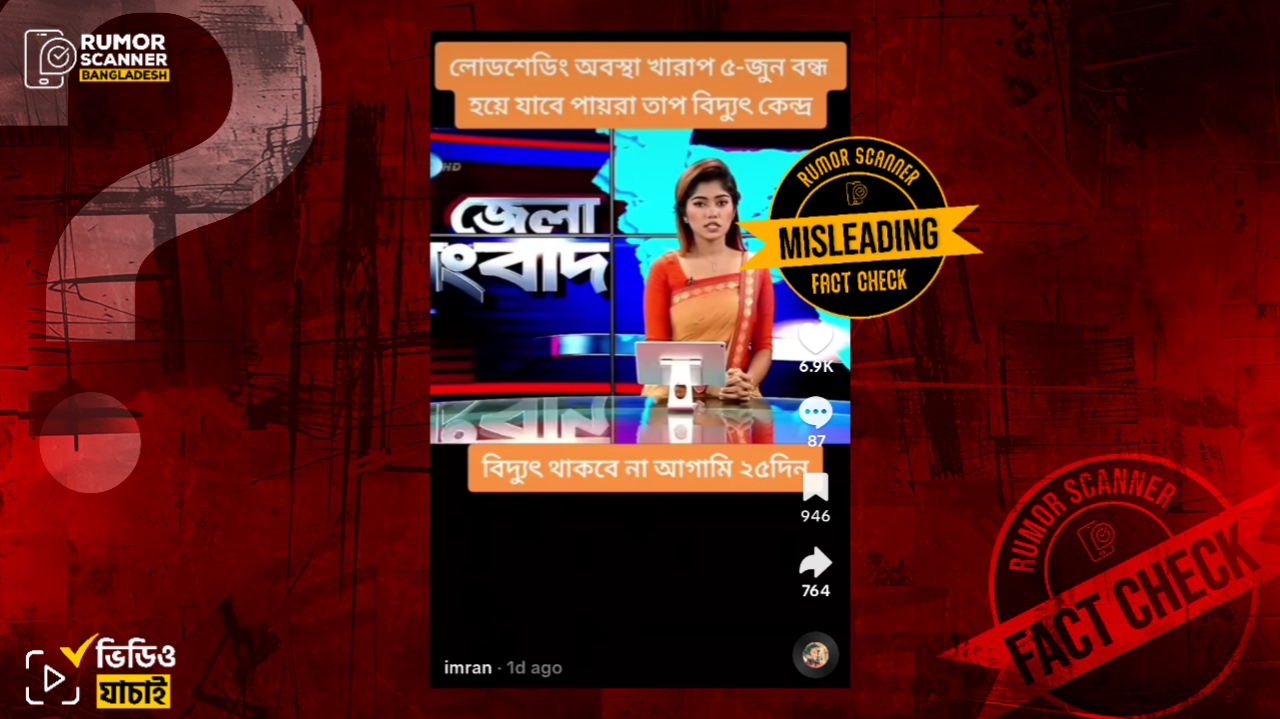 RUMOR
SCANNER
BANGLADESH
লোডশেডিং অবস্থা খারাপ ৫-জুন বন্ধ
হয়ে যাবে পায়রা তাপ বিদ্যুৎ কেন্দ্র
HD
জেলা
ংবাদ
RUMOR SCANNER
MISLEADING
FACT CHECK
6.9K
87
বিদ্যুৎ থাকবে না আগামি ২৫দিন
946
764
imran · 1d ago
ভিডিও
যাচাই
RUMOR SCANNER
FACT CHECK